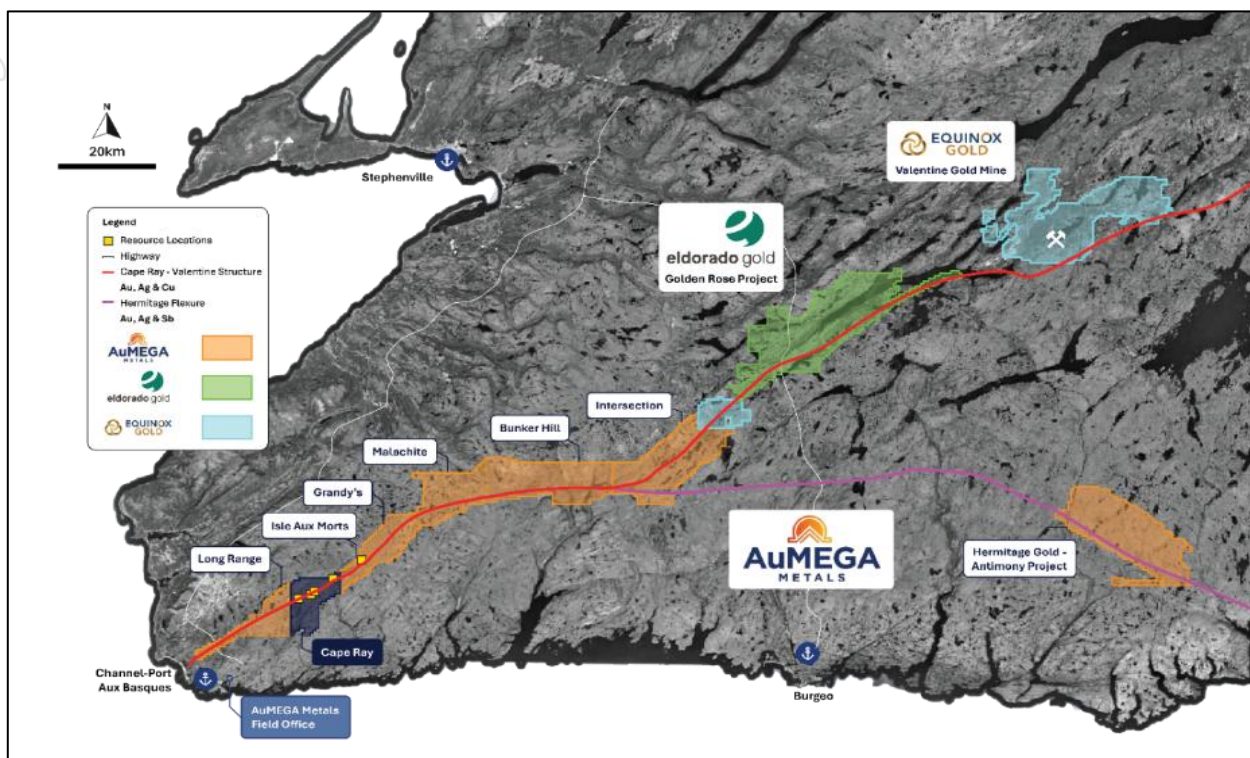 N
20km
Stephenville
EQUINOX
GOLD
Valentine Gold Mine
eldorado gold
Golden Rose Project
Legend
Resource Locations
Highway
Cape Ray - Valentine Structure
Au, Ag & Cu
Hermitage Flexure
Au, Ag & Sb
AuMEGA
METALS
eldorado gold
EQUINOX
GOLD
Intersection
Bunker Hill
Malachite
Grandy's
Isle Aux Morts
Long Range
Cape Ray
AuMEGA
METALS
Hermitage Gold -
Antimony Project
Channel-Port
Aux Basques
AuMEGA Metals
Field Office
Burgeo